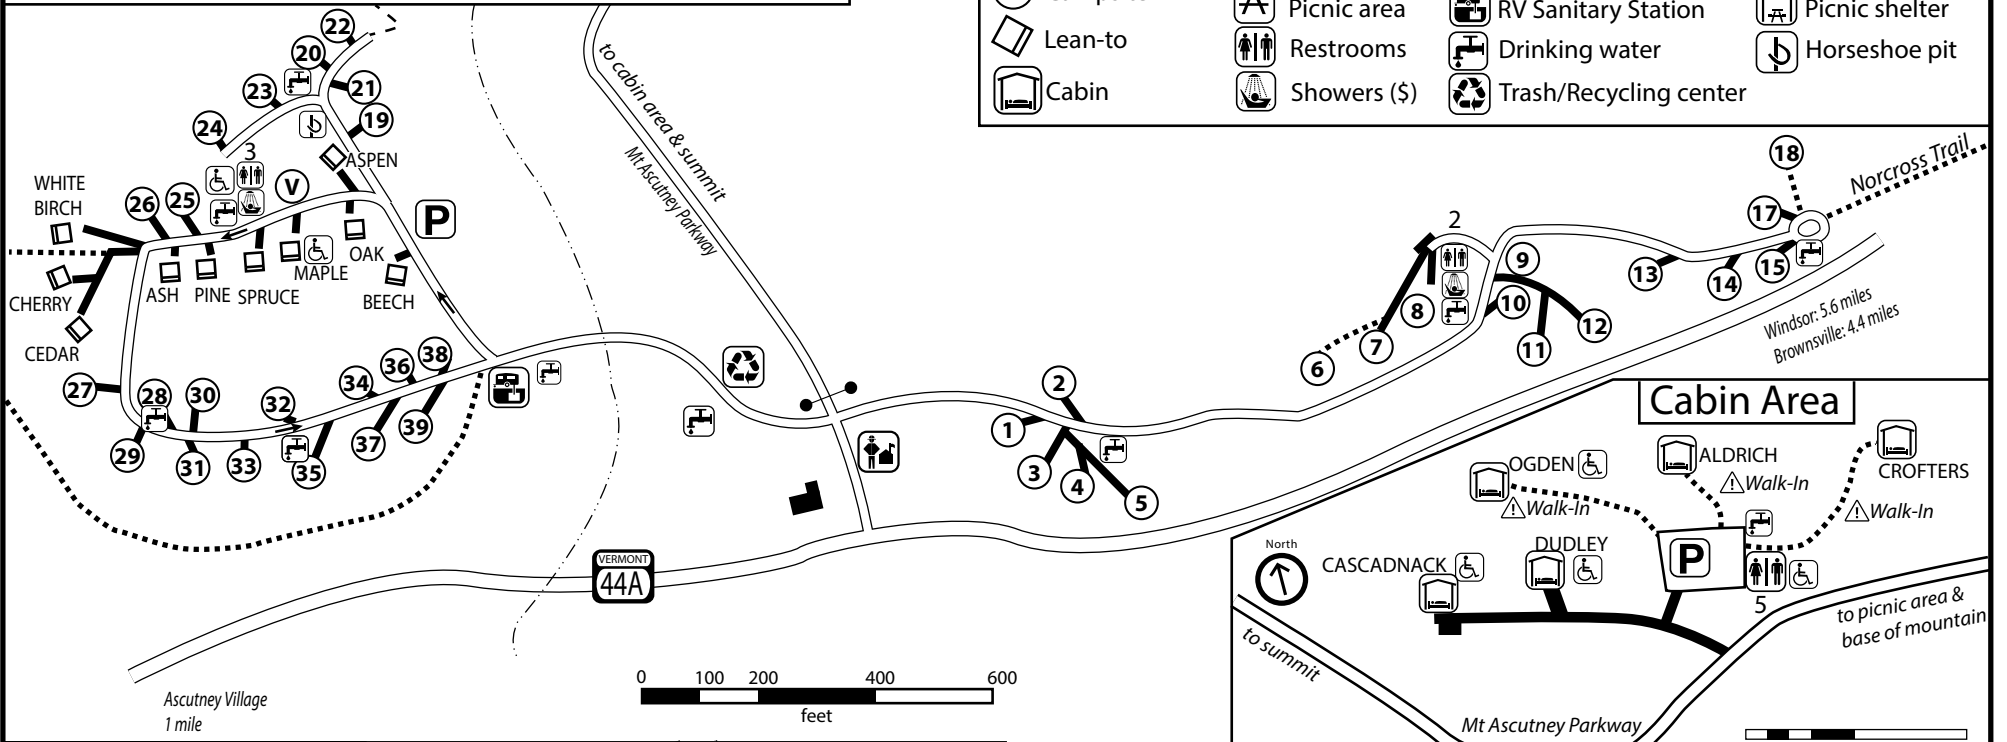 Picnic area
RV Sanitary Station
Picnic shelter
Lean-to
Restrooms
Drinking water
Horseshoe pit
Cabin
Showers ($)
Trash/Recycling center
22
20
23
21
24
19
3
ASPEN
WHITE
BIRCH
26
25
V
P
OAK
MAPLE
CHERRY
ASH
PINE
SPRUCE
BEECH
CEDAR
27
28
30
32
34
36
38
29
31
33
35
37
39
to cabin area & summit
Mt Ascutney Parkway
1
2
3
4
5
2
6
7
8
9
10
11
12
13
14
15
17
18
Norcross Trail
Windsor: 5.6 miles
Brownsville: 4.4 miles
VERMONT
44A
Ascutney Village
1 mile
0 100 200 400 600
feet
Cabin Area
OGDEN
Walk-In
ALDRICH
Walk-In
CROFTERS
Walk-In
North
CASCADNACK
DUDLEY
P
5
to summit
to picnic area &
base of mountain
Mt Ascutney Parkway